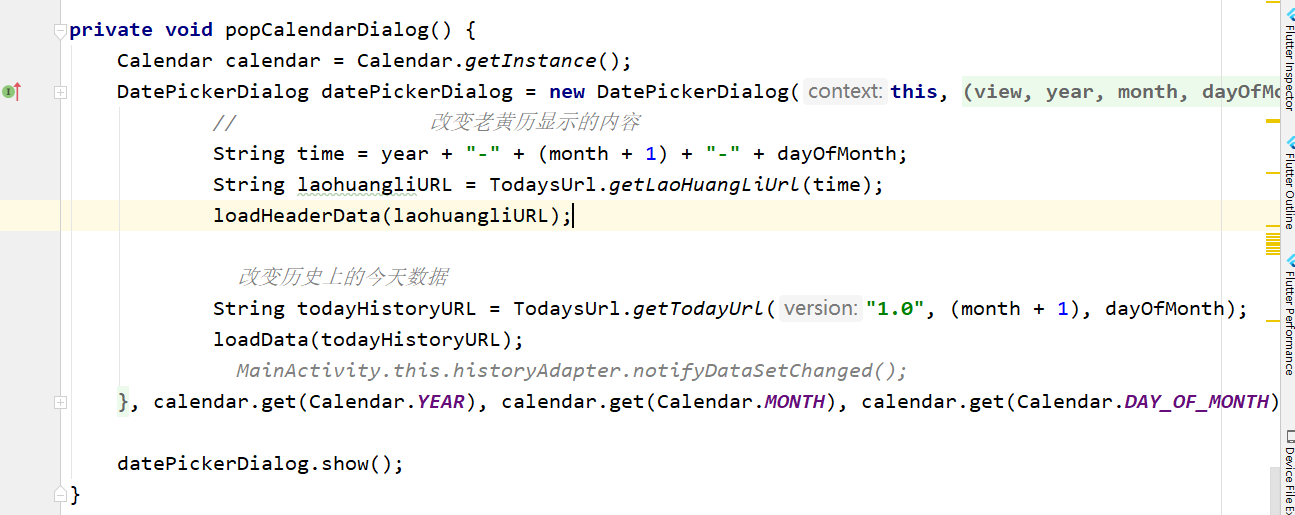 private void popCalendarDialog() {
Calendar calendar = Calendar.getInstance();
DatePickerDialog datePickerDialog = new DatePickerDialog( context: this, (view, year, month, dayOfMo
// 改变老黄历显示的内容
String time = year + "-" + (month + 1) + "-" + dayOfMonth;
String laohuangliURL = TodaysUrl.getLaoHuangLiUrl(time);
loadHeaderData(laohuangliURL);
改变历史上的今天数据
String todayHistoryURL = TodaysUrl.getTodayUrl( version: "1.0", (month + 1), dayOfMonth);
loadData(todayHistoryURL);
MainActivity.this.historyAdapter.notifyDataSetChanged();
}, calendar.get(Calendar.YEAR), calendar.get(Calendar.MONTH), calendar.get(Calendar.DAY_OF_MONTH)
datePickerDialog.show();
}
Flutter Inspector
Flutter Outline
Flutter Performance
Device File Ex